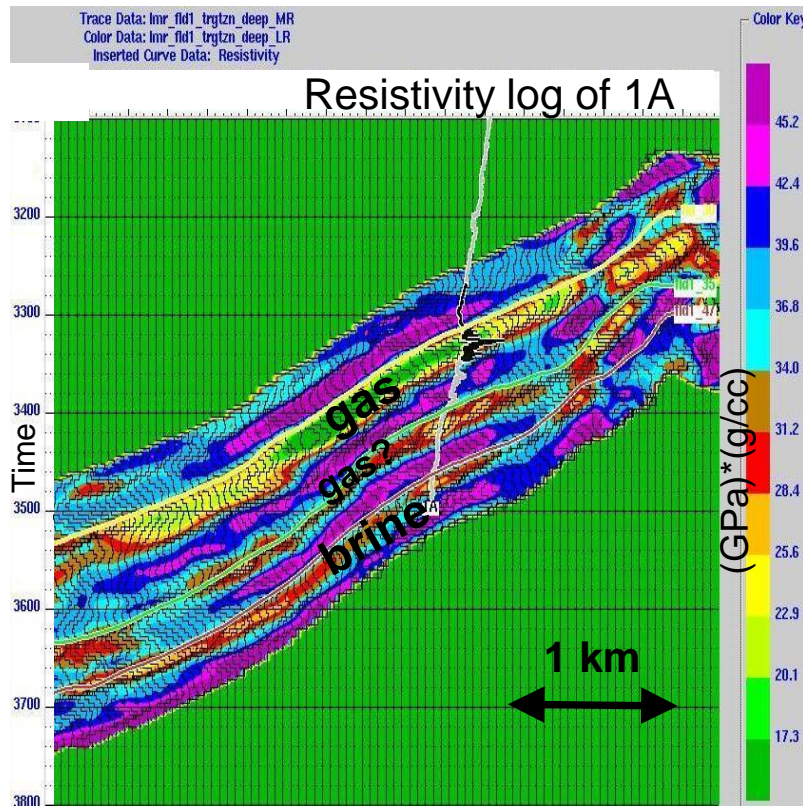 Trace Data: lmr_fld1_trgtzn_deep_MR
Color Data: lmr_fld1_trgtzn_deep_LR
Inserted Curve Data: Resistivity
Color Key
Resistivity log of 1A
3200
3300
3400
3500
3600
3700
3800
Time
fld1_35
fld1_47
gas
gas?
brine
A
1 km
45.2
42.4
39.6
36.8
34.0
31.2
28.4
25.6
22.9
20.1
17.3
(GPa)*(g/cc)